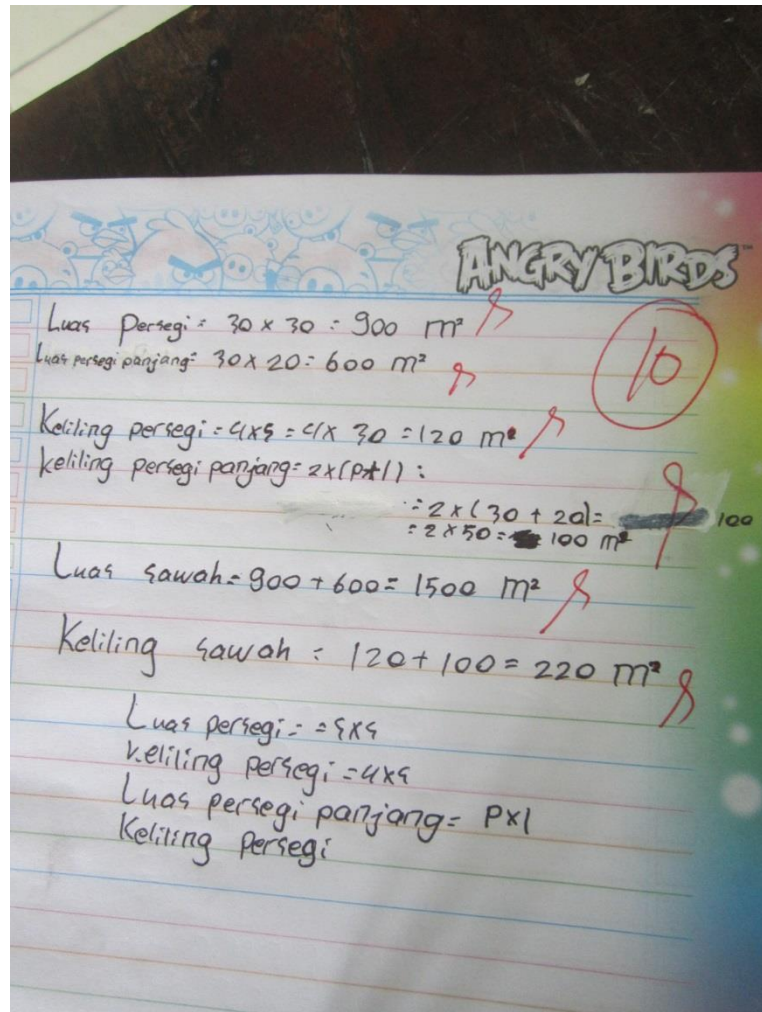 ANGRY BIRDS™
Luas Persegi = 30 x 30 = 900 m²
10
Luas persegi panjang = 30 x 20 = 600 m²
Keliling persegi = 4xs = 4x 30 = 120 m
keliling persegi panjang = 2x(p+l) :
= 2 x (30 + 20) = 100
= 2 x 50 = 100 m²
Luas sawah = 900 + 600 = 1500 m²
Keliling sawah = 120 + 100 = 220 m²
Luas persegi = = sxs
Keliling persegi = 4xs
Luas persegi panjang = Pxl
Keliling persegi